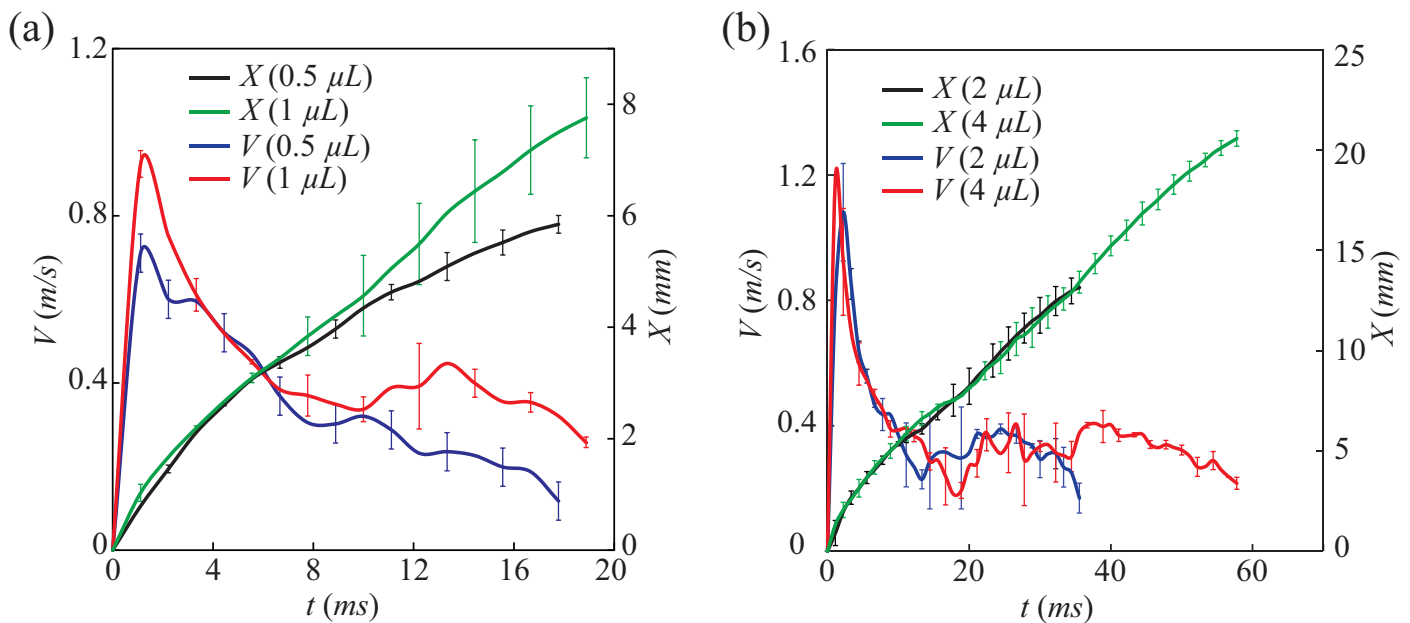 (a)
1.2
0.8
0.4
0
V (m/s)
X (0.5 μL)
X (1 μL)
V (0.5 μL)
V (1 μL)
8
6
4
2
0
X (mm)
0 4 8 12 16 20
t (ms)
(b)
1.6
1.2
0.8
0.4
0
V (m/s)
X (2 μL)
X (4 μL)
V (2 μL)
V (4 μL)
25
20
15
10
5
0
X (mm)
0 20 40 60
t (ms)